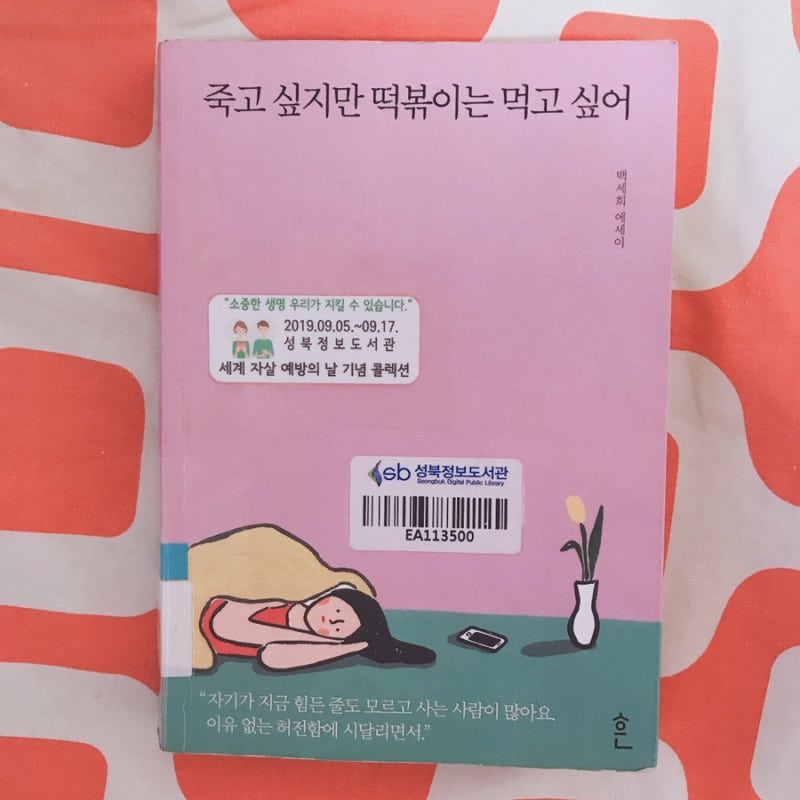 죽고 싶지만 떡볶이는 먹고 싶어
백세희 에세이
"소중한 생명 우리가 지킬 수 있습니다."
2019.09.05.~09.17.
성북정보도서관
세계 자살 예방의 날 기념 콜렉션
sb 성북정보도서관
Seongbuk Digital Public Library
EA113500
“자기가 지금 힘든 줄도 모르고 사는 사람이 많아요.
이유 없는 허전함에 시달리면서.”
흔